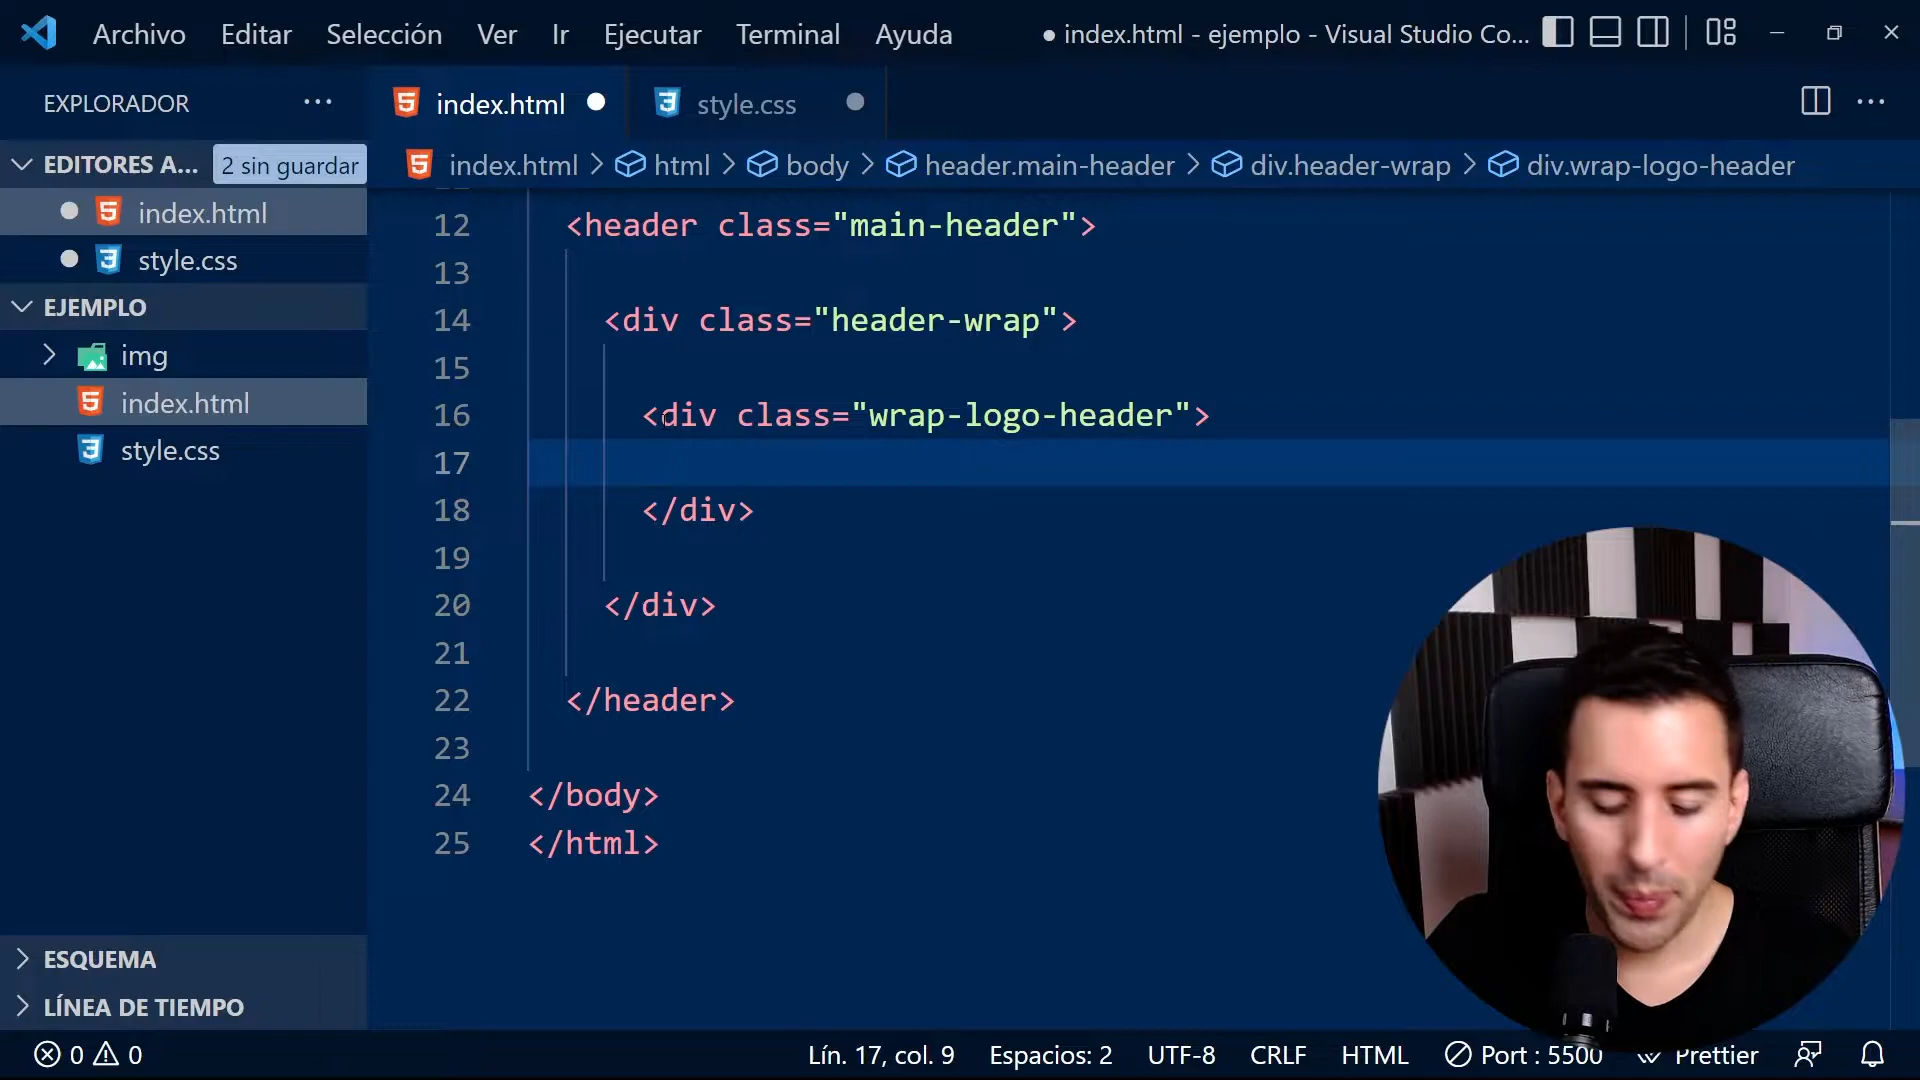 Archivo Editar Selección Ver Ir Ejecutar Terminal Ayuda ● index.html - ejemplo - Visual Studio Co...
EXPLORADOR ···
index.html ● style.css ●
EDITORES A... 2 sin guardar
index.html > html > body > header.main-header > div.header-wrap > div.wrap-logo-header
index.html
style.css
EJEMPLO
img
index.html
style.css
12 <header class="main-header">
13
14 <div class="header-wrap">
15
16 <div class="wrap-logo-header">
17
18 </div>
19
20 </div>
21
22 </header>
23
24 </body>
25 </html>
ESQUEMA
LÍNEA DE TIEMPO
0 0 Lín. 17, col. 9 Espacios: 2 UTF-8 CRLF HTML Port : 5500 Prettier